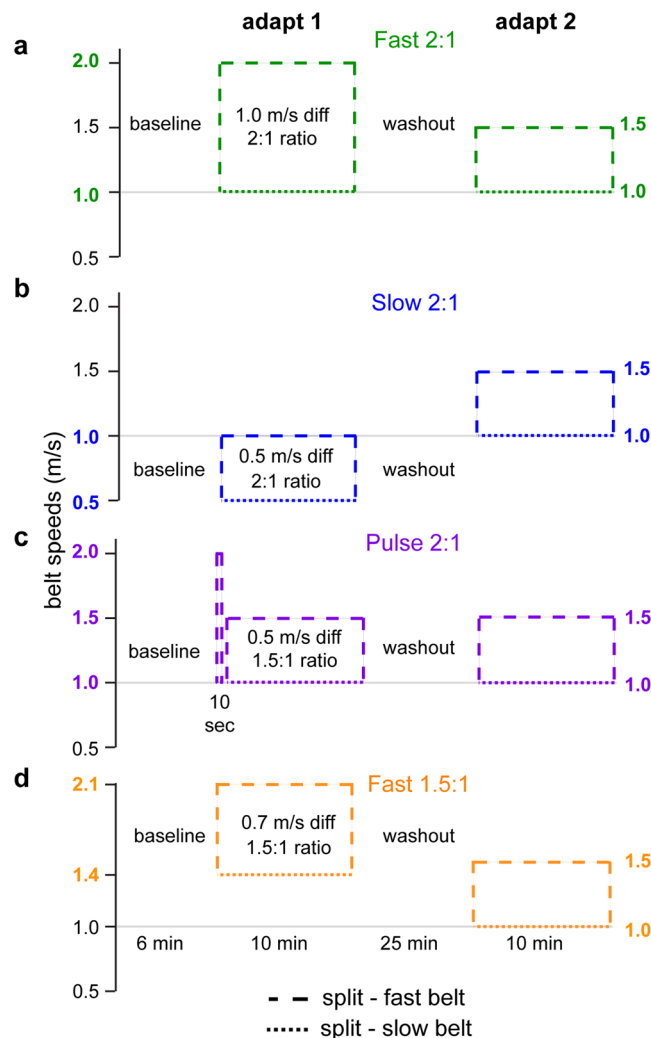 adapt 1
adapt 2
a
Fast 2:1
2.0
1.5
1.0
0.5
baseline
1.0 m/s diff
2:1 ratio
washout
1.5
1.0
b
Slow 2:1
2.0
1.5
1.0
0.5
baseline
0.5 m/s diff
2:1 ratio
washout
1.5
1.0
belt speeds (m/s)
c
Pulse 2:1
2.0
1.5
1.0
0.5
baseline
10
sec
0.5 m/s diff
1.5:1 ratio
washout
1.5
1.0
d
Fast 1.5:1
2.1
1.4
1.0
0.5
baseline
0.7 m/s diff
1.5:1 ratio
washout
1.5
1.0
6 min
10 min
25 min
10 min
split - fast belt
split - slow belt